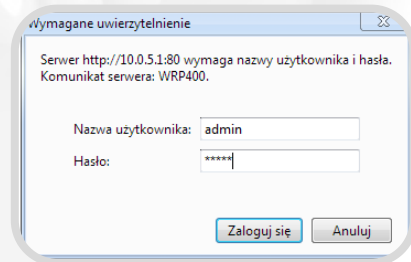 Wymagane uwierzytelnienie
Serwer http://10.0.5.1:80 wymaga nazwy użytkownika i hasła.
Komunikat serwera: WRP400.
Nazwa użytkownika: admin
Hasło: *****
Zaloguj się Anuluj